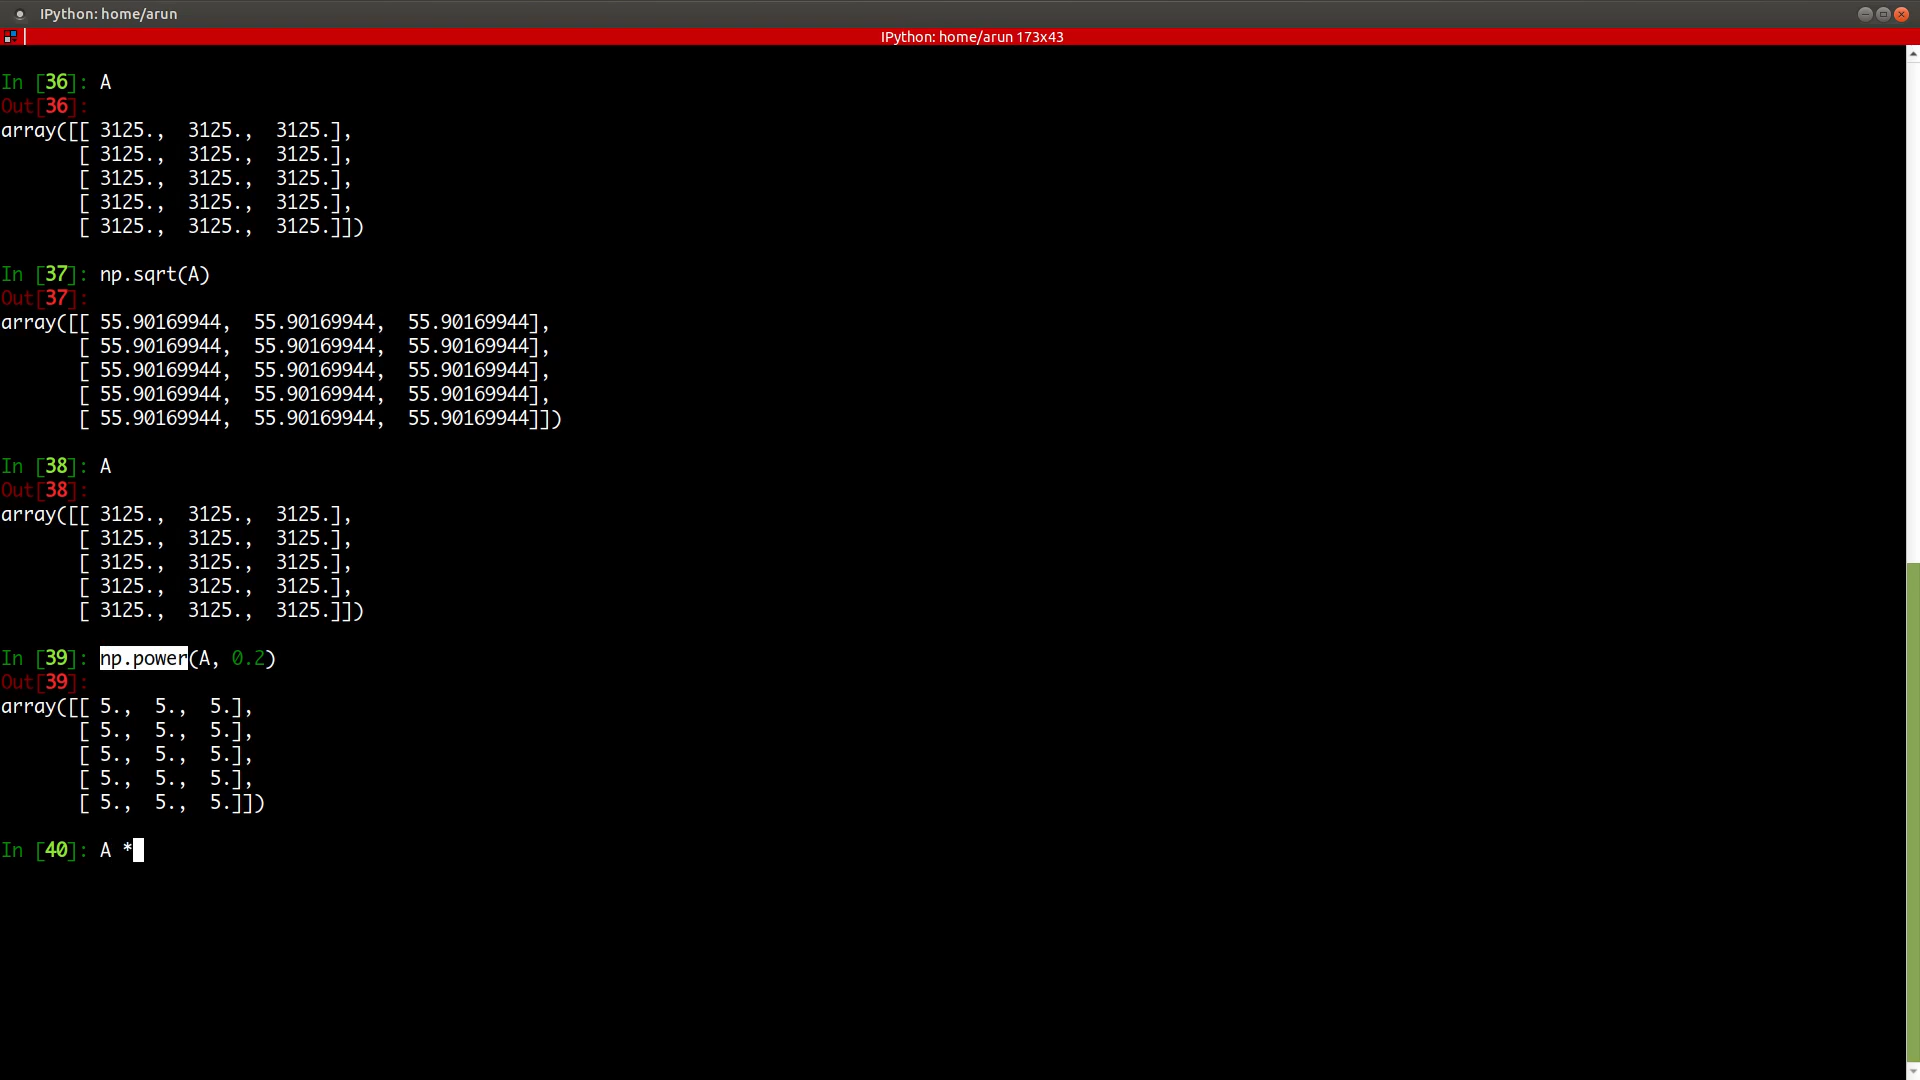 IPython: home/arun
IPython: home/arun 173x43
In [36]: A
Out[36]:
array([[ 3125.,  3125.,  3125.],
       [ 3125.,  3125.,  3125.],
       [ 3125.,  3125.,  3125.],
       [ 3125.,  3125.,  3125.],
       [ 3125.,  3125.,  3125.]])
In [37]: np.sqrt(A)
Out[37]:
array([[ 55.90169944,  55.90169944,  55.90169944],
       [ 55.90169944,  55.90169944,  55.90169944],
       [ 55.90169944,  55.90169944,  55.90169944],
       [ 55.90169944,  55.90169944,  55.90169944],
       [ 55.90169944,  55.90169944,  55.90169944]])
In [38]: A
Out[38]:
array([[ 3125.,  3125.,  3125.],
       [ 3125.,  3125.,  3125.],
       [ 3125.,  3125.,  3125.],
       [ 3125.,  3125.,  3125.],
       [ 3125.,  3125.,  3125.]])
In [39]: np.power(A, 0.2)
Out[39]:
array([[ 5.,  5.,  5.],
       [ 5.,  5.,  5.],
       [ 5.,  5.,  5.],
       [ 5.,  5.,  5.],
       [ 5.,  5.,  5.]])
In [40]: A *